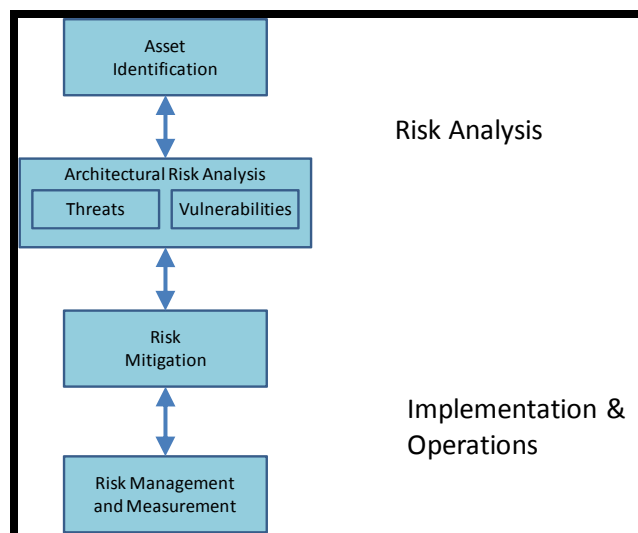 Asset
Identification
Risk Analysis
Architectural Risk Analysis
Threats
Vulnerabilities
Risk
Mitigation
Implementation &
Operations
Risk Management
and Measurement